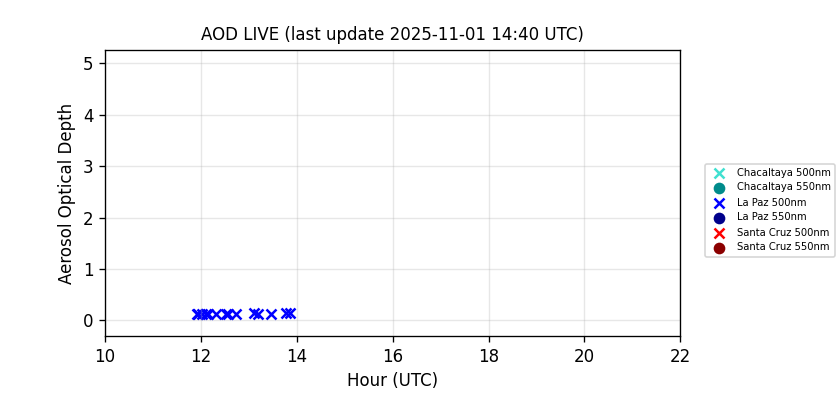 AOD LIVE (last update 2025-11-01 14:40 UTC)
Aerosol Optical Depth
5
4
3
2
1
0
10 12 14 16 18 20 22
Hour (UTC)
Chacaltaya 500nm
Chacaltaya 550nm
La Paz 500nm
La Paz 550nm
Santa Cruz 500nm
Santa Cruz 550nm